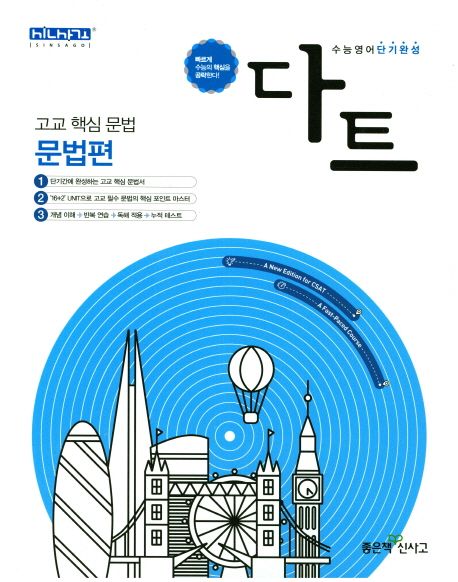 신사고
SINSAGO
빠르게
수능의 핵심을
공략한다!
수능영어 단기완성
다트
고교 핵심 문법
문법편
1 단기간에 완성하는 고교 핵심 문법서
2 '16+2' UNIT으로 고교 필수 문법의 핵심 포인트 마스터
3 개념 이해 → 반복 연습 → 독해 적용 → 누적 테스트
A New Edition for CSAT
A Fast-Paced Course
좋은책 신사고